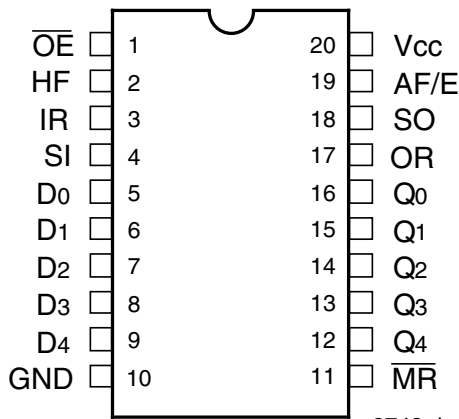 OE 1 20 Vcc
HF 2 19 AF/E
IR 3 18 SO
SI 4 17 OR
D0 5 16 Q0
D1 6 15 Q1
D2 7 14 Q2
D3 8 13 Q3
D4 9 12 Q4
GND 10 11 MR